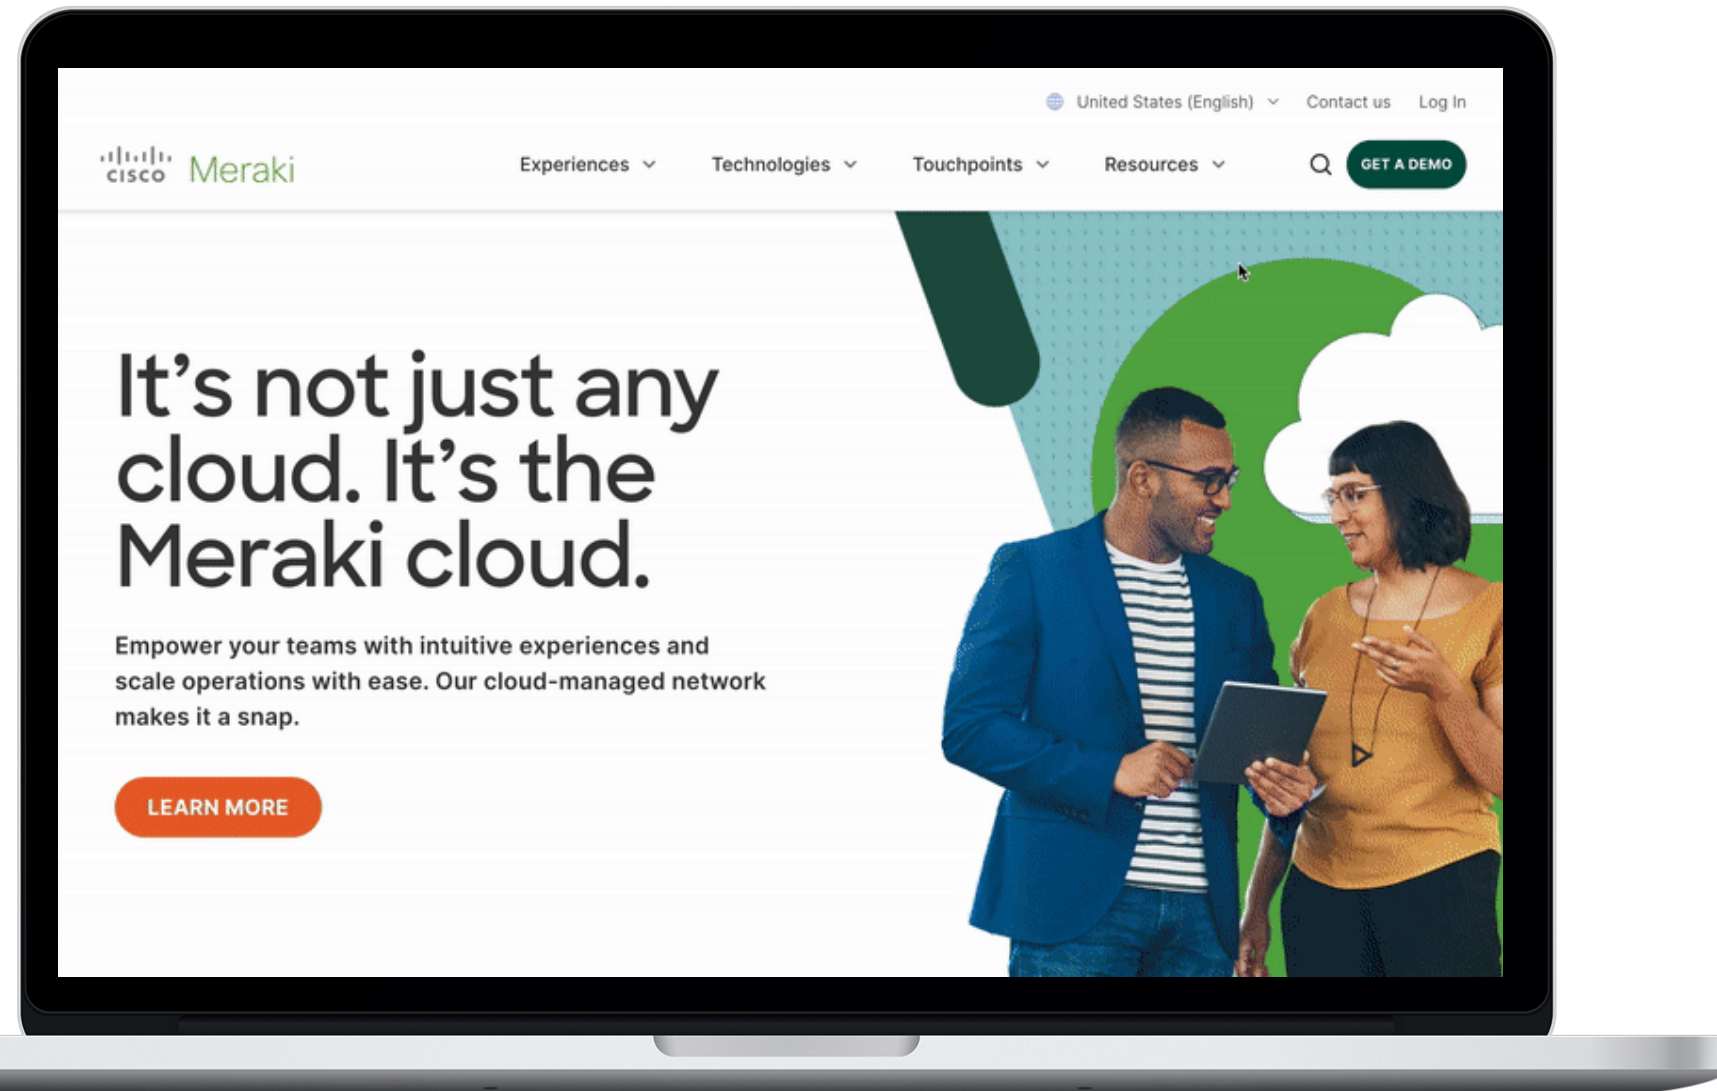 United States (English)
Contact us
Log In
CISCO Meraki
Experiences
Technologies
Touchpoints
Resources
GET A DEMO
It’s not just any
cloud. It’s the
Meraki cloud.
Empower your teams with intuitive experiences and
scale operations with ease. Our cloud-managed network
makes it a snap.
LEARN MORE